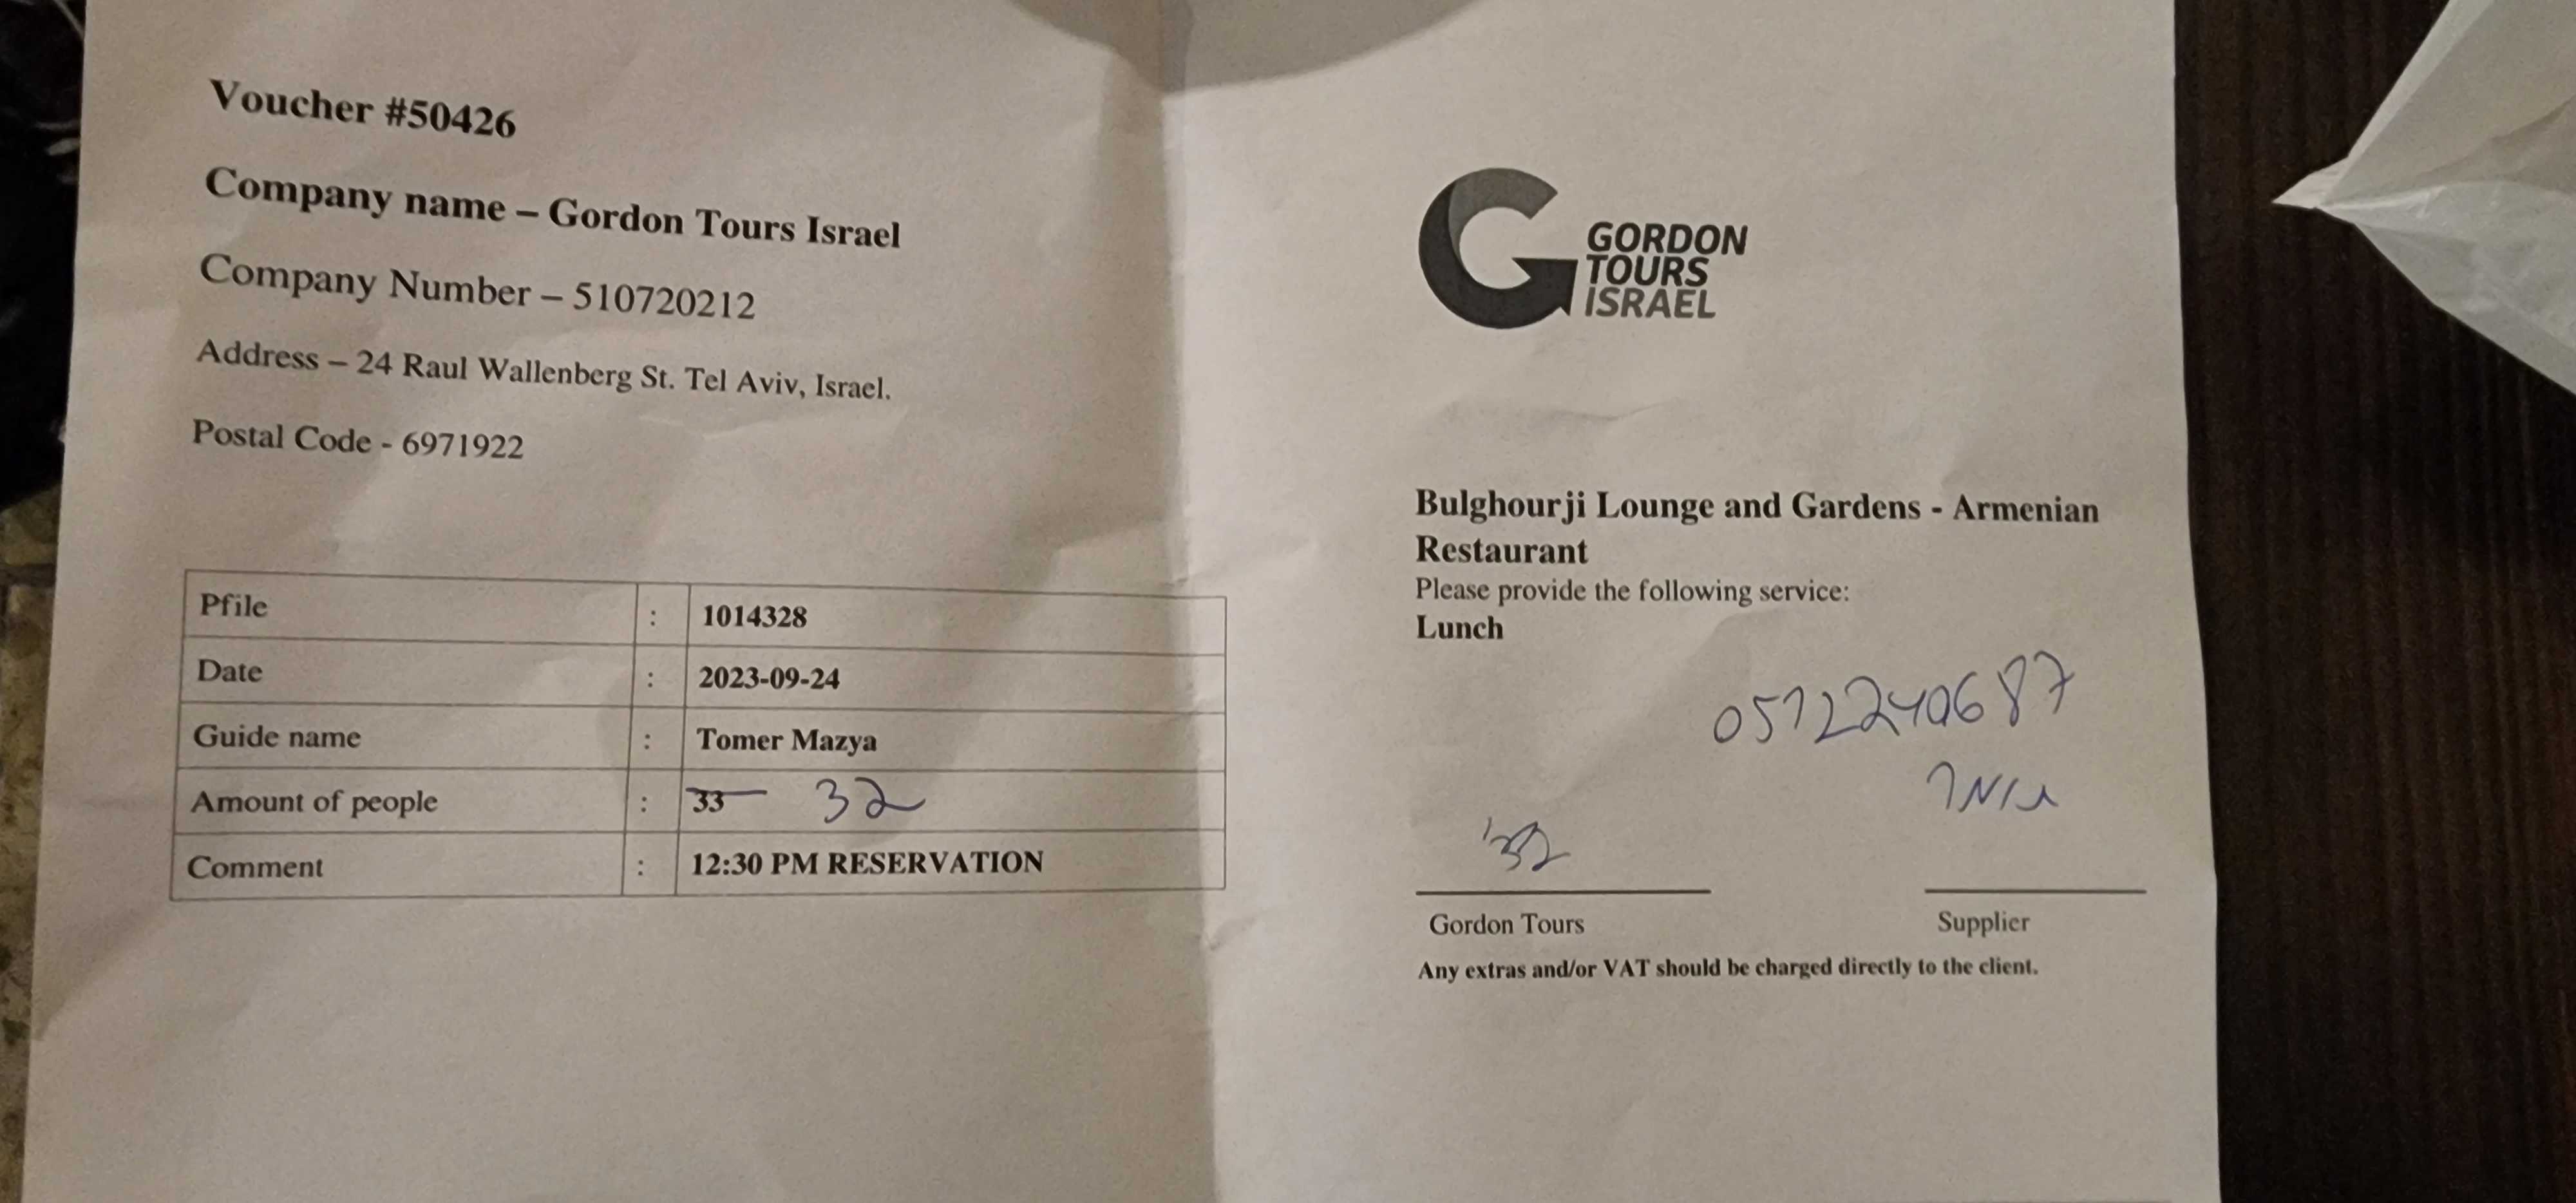 Voucher #50426
Company name – Gordon Tours Israel
Company Number – 510720212
Address – 24 Raul Wallenberg St. Tel Aviv, Israel.
Postal Code - 6971922
Pfile : 1014328
Date : 2023-09-24
Guide name : Tomer Mazya
Amount of people : 33 32
Comment : 12:30 PM RESERVATION
GORDON
TOURS
ISRAEL
Bulghourji Lounge and Gardens - Armenian
Restaurant
Please provide the following service:
Lunch
תומר
Gordon Tours
Supplier
Any extras and/or VAT should be charged directly to the client.